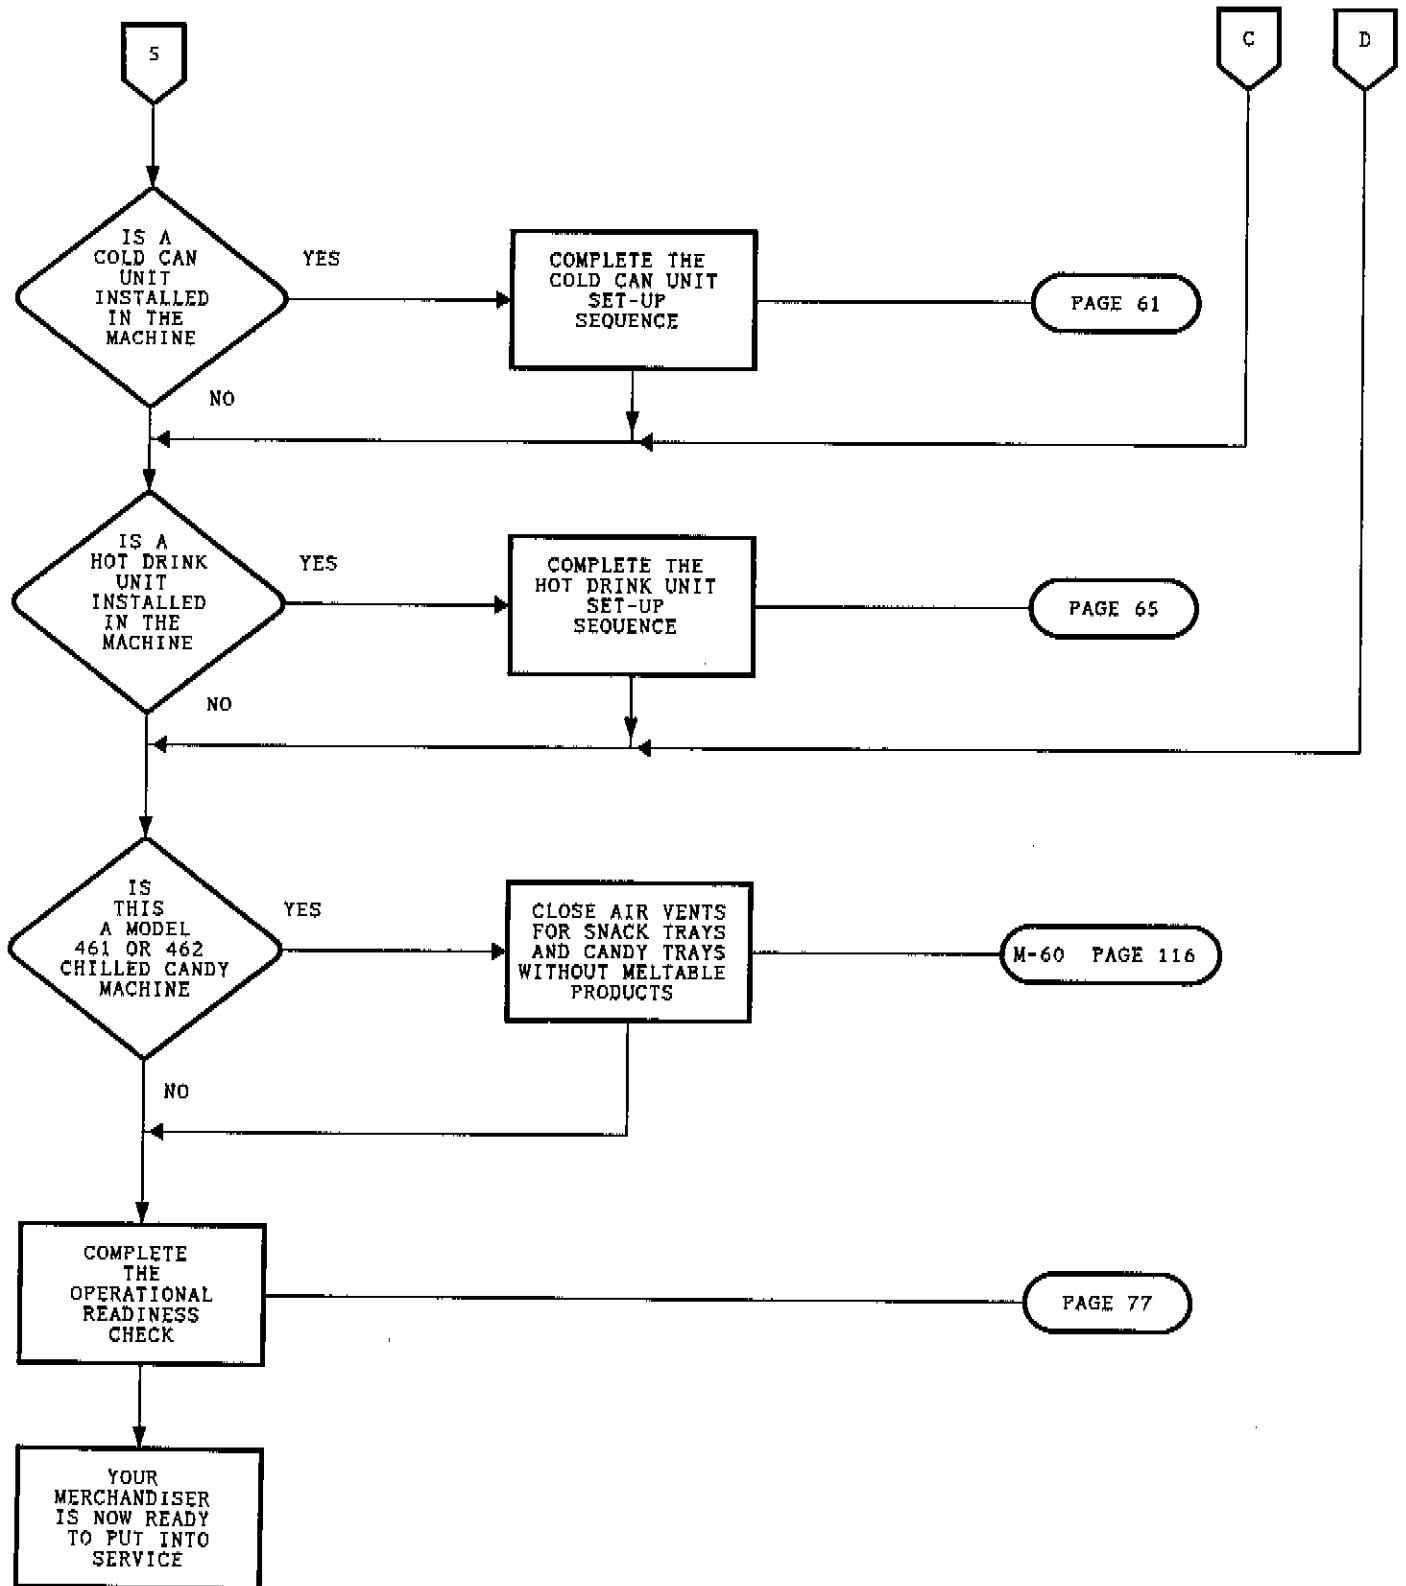 5
C
D
IS A
COLD CAN
UNIT
INSTALLED
IN THE
MACHINE
YES
COMPLETE THE
COLD CAN UNIT
SET-UP
SEQUENCE
PAGE 61
NO
IS A
HOT DRINK
UNIT
INSTALLED
IN THE
MACHINE
YES
COMPLETE THE
HOT DRINK UNIT
SET-UP
SEQUENCE
PAGE 65
NO
IS
THIS
A MODEL
461 OR 462
CHILLED CANDY
MACHINE
YES
CLOSE AIR VENTS
FOR SNACK TRAYS
AND CANDY TRAYS
WITHOUT MELTABLE
PRODUCTS
M-60 PAGE 116
NO
COMPLETE
THE
OPERATIONAL
READINESS
CHECK
PAGE 77
YOUR
MERCHANDISER
IS NOW READY
TO PUT INTO
SERVICE